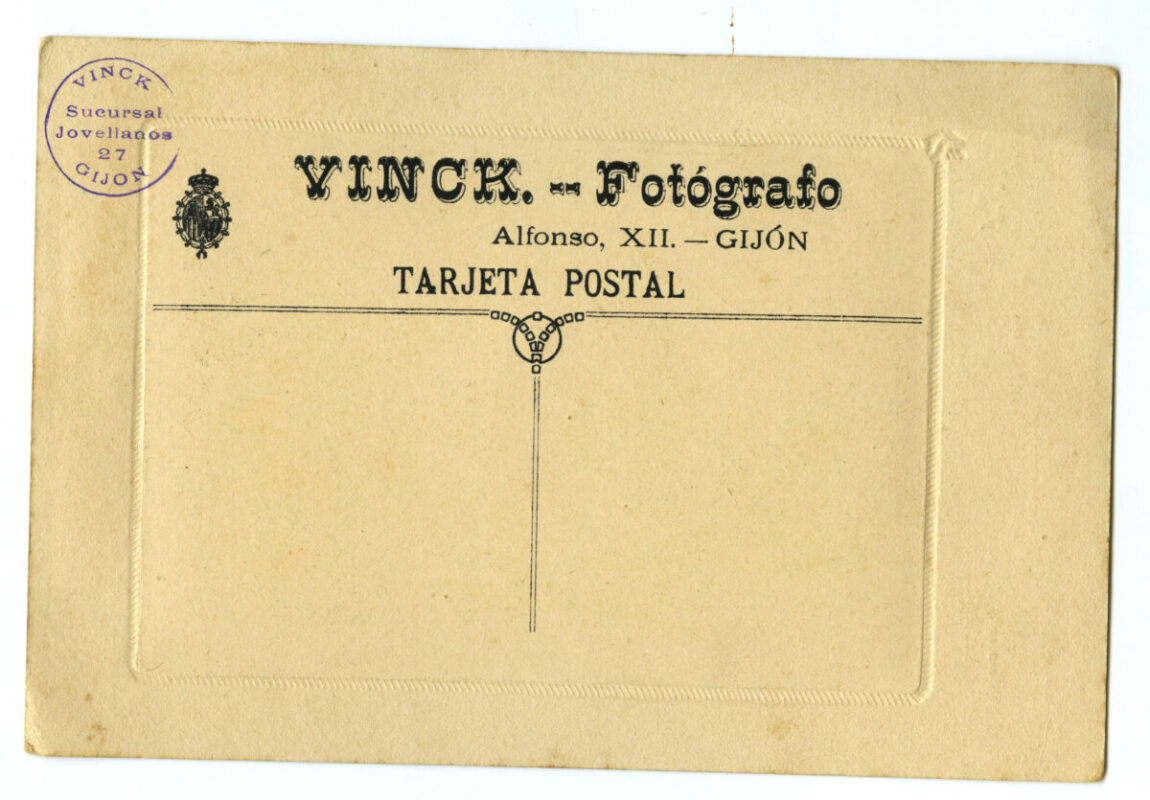 VINCK
Sucursal
Jovellanos
27
GIJON
VINCK. -- Fotógrafo
Alfonso, XII. — GIJÓN
TARJETA POSTAL